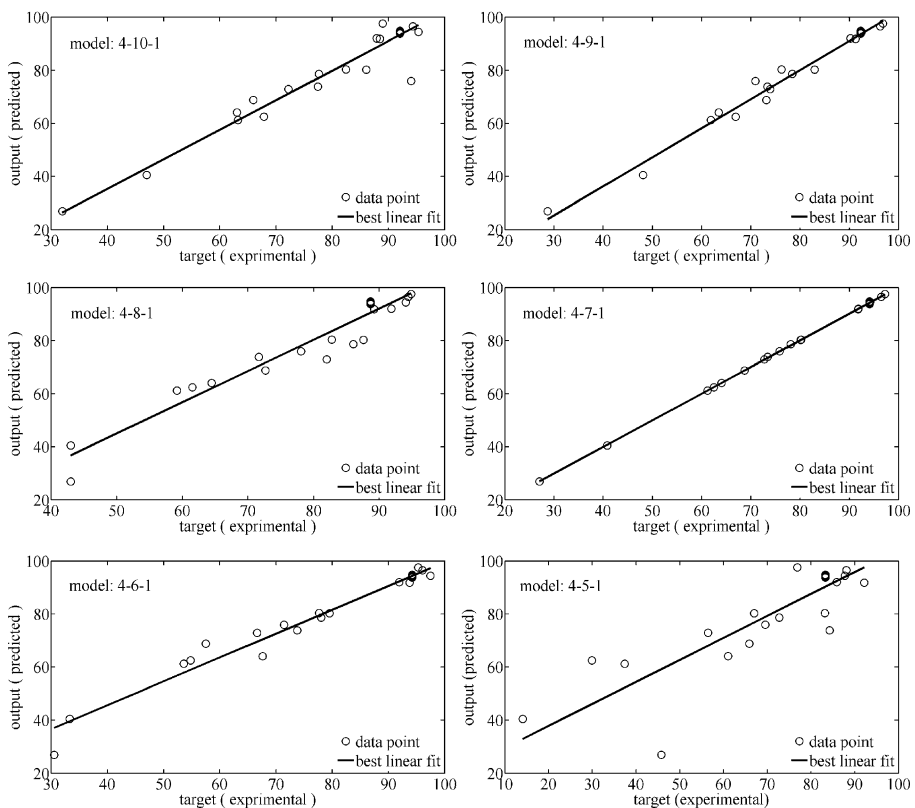 model: 4-10-1
output ( predicted )
100
80
60
40
20
data point
best linear fit
30 40 50 60 70 80 90 100
target ( exprimental )
model: 4-9-1
output ( predicted )
100
80
60
40
20
data point
best linear fit
20 30 40 50 60 70 80 90 100
target ( exprimental )
model: 4-8-1
output ( predicted )
100
80
60
40
20
data point
best linear fit
40 50 60 70 80 90 100
target ( exprimental )
model: 4-7-1
output ( predicted )
100
80
60
40
20
data point
best linear fit
20 30 40 50 60 70 80 90 100
target ( exprimental )
model: 4-6-1
output ( predicted )
100
80
60
40
20
data point
best linear fit
30 40 50 60 70 80 90 100
target ( exprimental )
model: 4-5-1
output (predicted)
100
80
60
40
20
data point
best linear fit
10 20 30 40 50 60 70 80 90 100
target (exprimental)